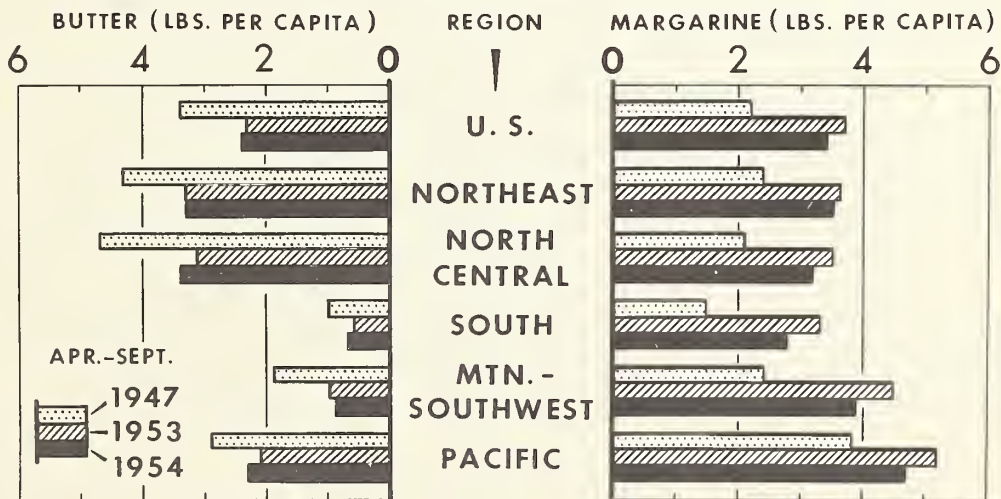 BUTTER (LBS. PER CAPITA) REGION MARGARINE (LBS. PER CAPITA)
6 4 2 0 0 2 4 6
U. S.
NORTHEAST
NORTH
CENTRAL
SOUTH
MTN. -
SOUTHWEST
PACIFIC
APR.-SEPT.
1947
1953
1954